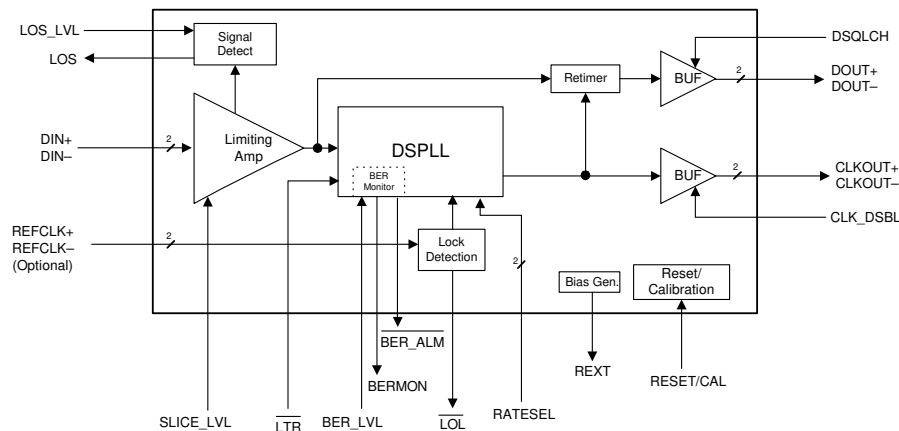 LOS_LVL
LOS
Signal
Detect
DSQLCH
Retimer
BUF
2
DOUT+
DOUT–
DIN+
DIN–
2
Limiting
Amp
DSPLL
BER
Monitor
BUF
2
CLKOUT+
CLKOUT–
CLK_DSBL
REFCLK+
REFCLK–
(Optional)
2
Lock
Detection
2
Bias Gen.
Reset/
Calibration
BER_ALM
BERMON
REXT
RESET/CAL
SLICE_LVL
LTR
BER_LVL
LOL
RATESEL